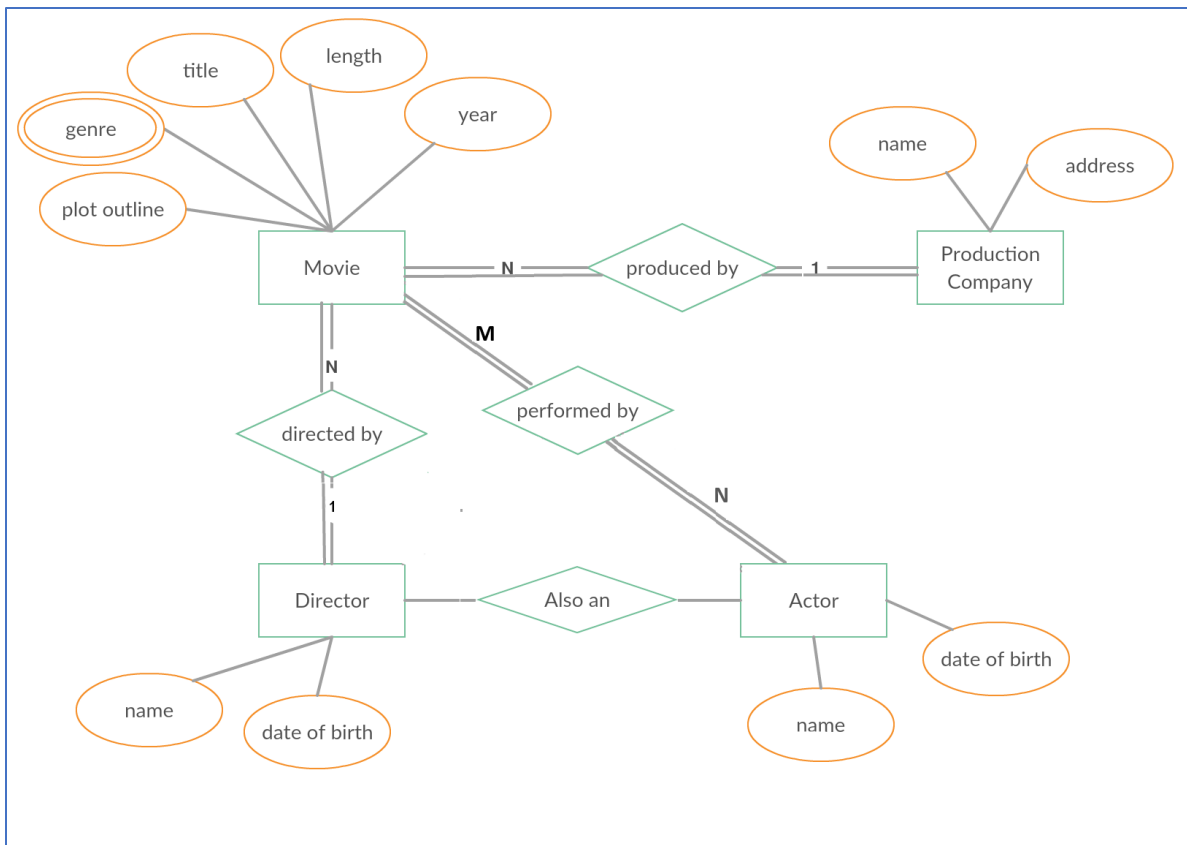 length
title
year
genre
name
address
plot outline
Movie
N
produced by
1
Production
Company
M
N
performed by
directed by
N
1
Director
Also an
Actor
date of birth
name
name
date of birth